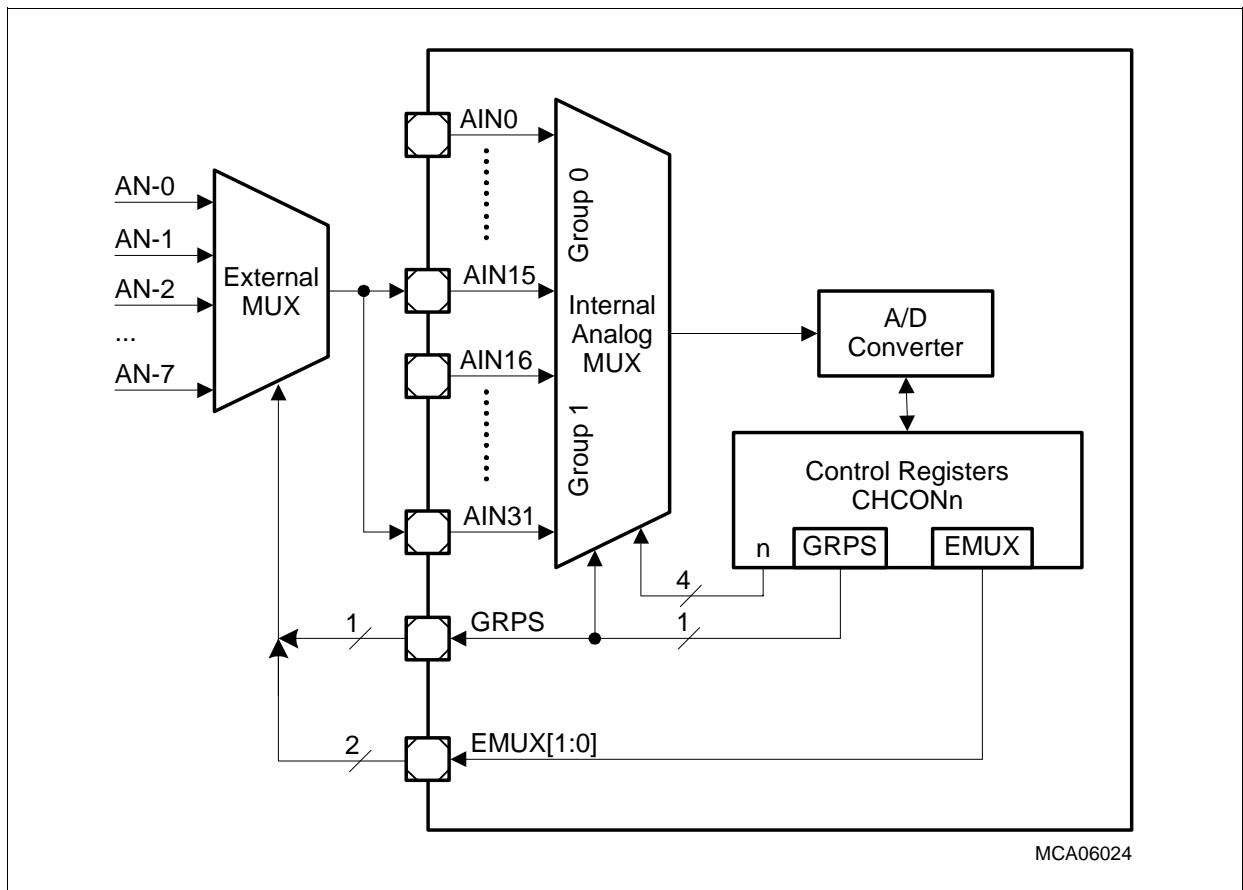 AIN0
AN-0
AN-1
AN-2
...
AN-7
External
MUX
Group 0
AIN15
Internal
Analog
MUX
AIN16
Group 1
AIN31
A/D
Converter
Control Registers
CHCONn
n
GRPS
EMUX
4
1
GRPS
1
2
EMUX[1:0]
MCA06024